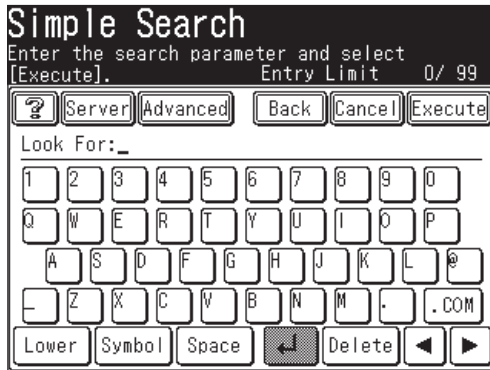 Simple Search
Enter the search parameter and select
[Execute]. Entry Limit 0/ 99
? Server Advanced Back Cancel Execute
Look For:_
1 2 3 4 5 6 7 8 9 0
Q W E R T Y U I O P
A S D F G H J K L @
_ Z X C V B N M . .COM
Lower Symbol Space ↵ Delete ◀ ▶